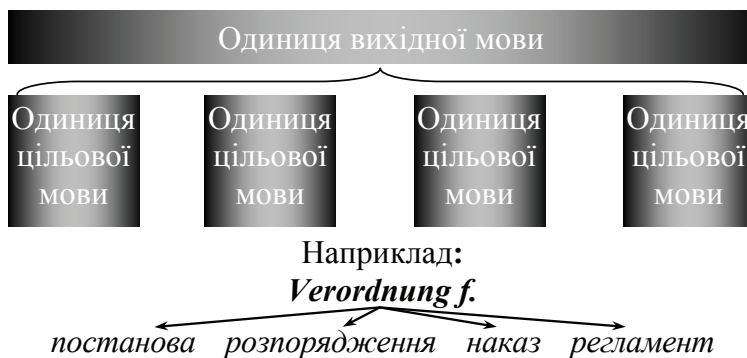 Одиниця вихідної мови
Одиниця цільової мови
Одиниця цільової мови
Одиниця цільової мови
Одиниця цільової мови
Наприклад:
Verordnung f.
постанова розпорядження наказ регламент